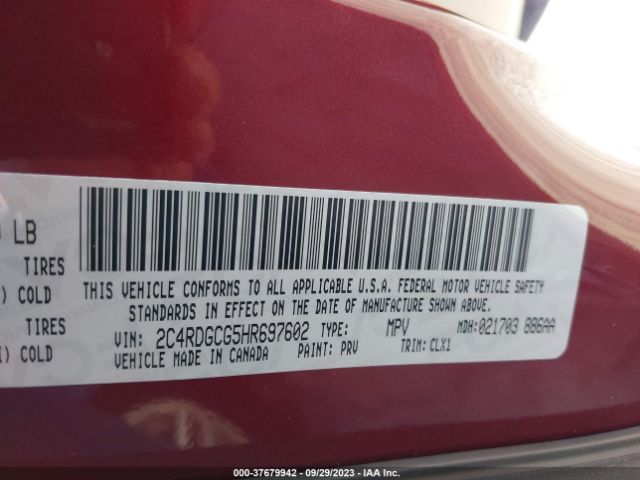 LB
TIRES
) COLD
TIRES
) COLD
THIS VEHICLE CONFORMS TO ALL APPLICABLE U.S.A. FEDERAL MOTOR VEHICLE SAFETY
STANDARDS IN EFFECT ON THE DATE OF MANUFACTURE SHOWN ABOVE.
VIN: 2C4RDGCG5HR697602 TYPE: MPV MDH:021703 886AA
VEHICLE MADE IN CANADA PAINT: PRV TRIM: CLX1
000-37679942 - 09/29/2023 - IAA Inc.